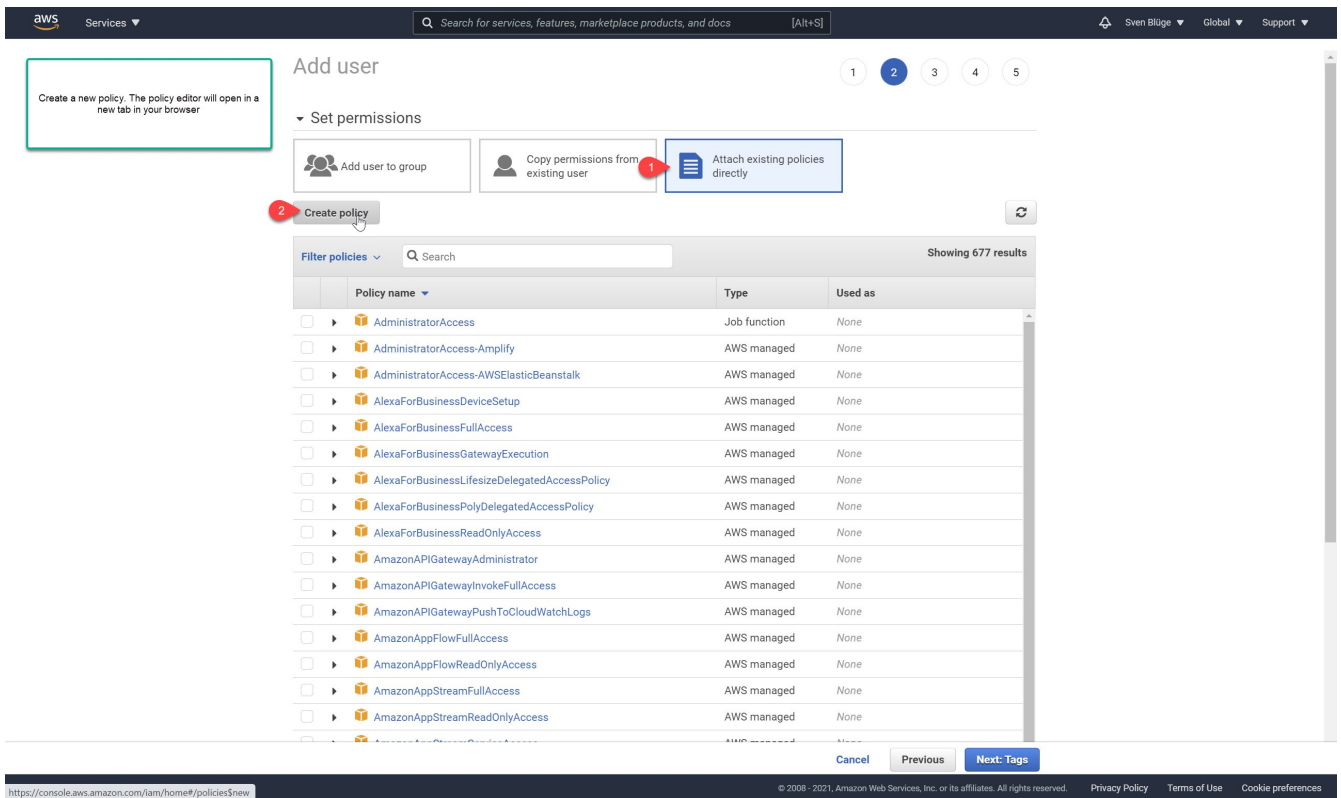 aws
Services
Search for services, features, marketplace products, and docs [Alt+S]
Sven Blüge
Global
Support
Create a new policy. The policy editor will open in a
new tab in your browser
Add user
1
2
3
4
5
Set permissions
Add user to group
Copy permissions from
existing user
1
Attach existing policies
directly
2
Create policy
Filter policies
Search
Showing 677 results
Policy name Type Used as
AdministratorAccess Job function None
AdministratorAccess-Amplify AWS managed None
AdministratorAccess-AWSElasticBeanstalk AWS managed None
AlexaForBusinessDeviceSetup AWS managed None
AlexaForBusinessFullAccess AWS managed None
AlexaForBusinessGatewayExecution AWS managed None
AlexaForBusinessLifesizeDelegatedAccessPolicy AWS managed None
AlexaForBusinessPolyDelegatedAccessPolicy AWS managed None
AlexaForBusinessReadOnlyAccess AWS managed None
AmazonAPIGatewayAdministrator AWS managed None
AmazonAPIGatewayInvokeFullAccess AWS managed None
AmazonAPIGatewayPushToCloudWatchLogs AWS managed None
AmazonAppFlowFullAccess AWS managed None
AmazonAppFlowReadOnlyAccess AWS managed None
AmazonAppStreamFullAccess AWS managed None
AmazonAppStreamReadOnlyAccess AWS managed None
Cancel
Previous
Next: Tags
https://console.aws.amazon.com/iam/home#/policies$new
© 2008 - 2021, Amazon Web Services, Inc. or its affiliates. All rights reserved.
Privacy Policy
Terms of Use
Cookie preferences